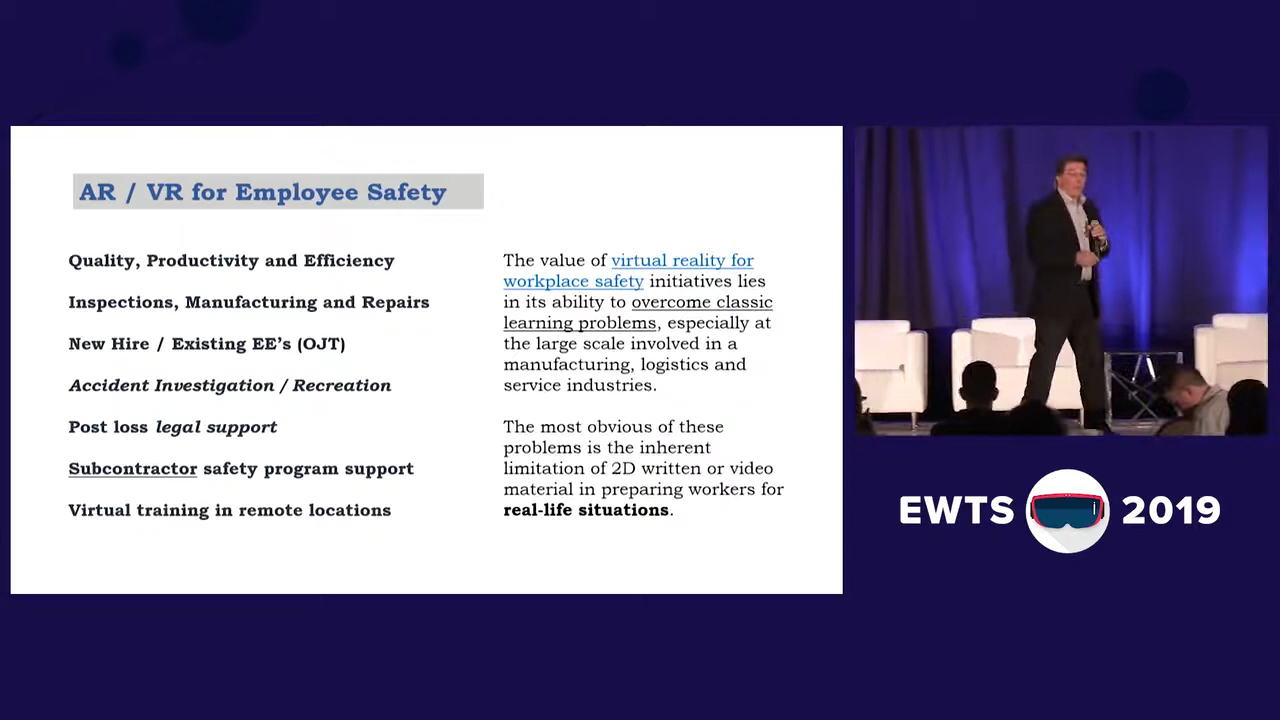 AR / VR for Employee Safety
Quality, Productivity and Efficiency
Inspections, Manufacturing and Repairs
New Hire / Existing EE’s (OJT)
Accident Investigation / Recreation
Post loss legal support
Subcontractor safety program support
Virtual training in remote locations
The value of virtual reality for
workplace safety initiatives lies
in its ability to overcome classic
learning problems, especially at
the large scale involved in a
manufacturing, logistics and
service industries.
The most obvious of these
problems is the inherent
limitation of 2D written or video
material in preparing workers for
real-life situations.
EWTS 2019